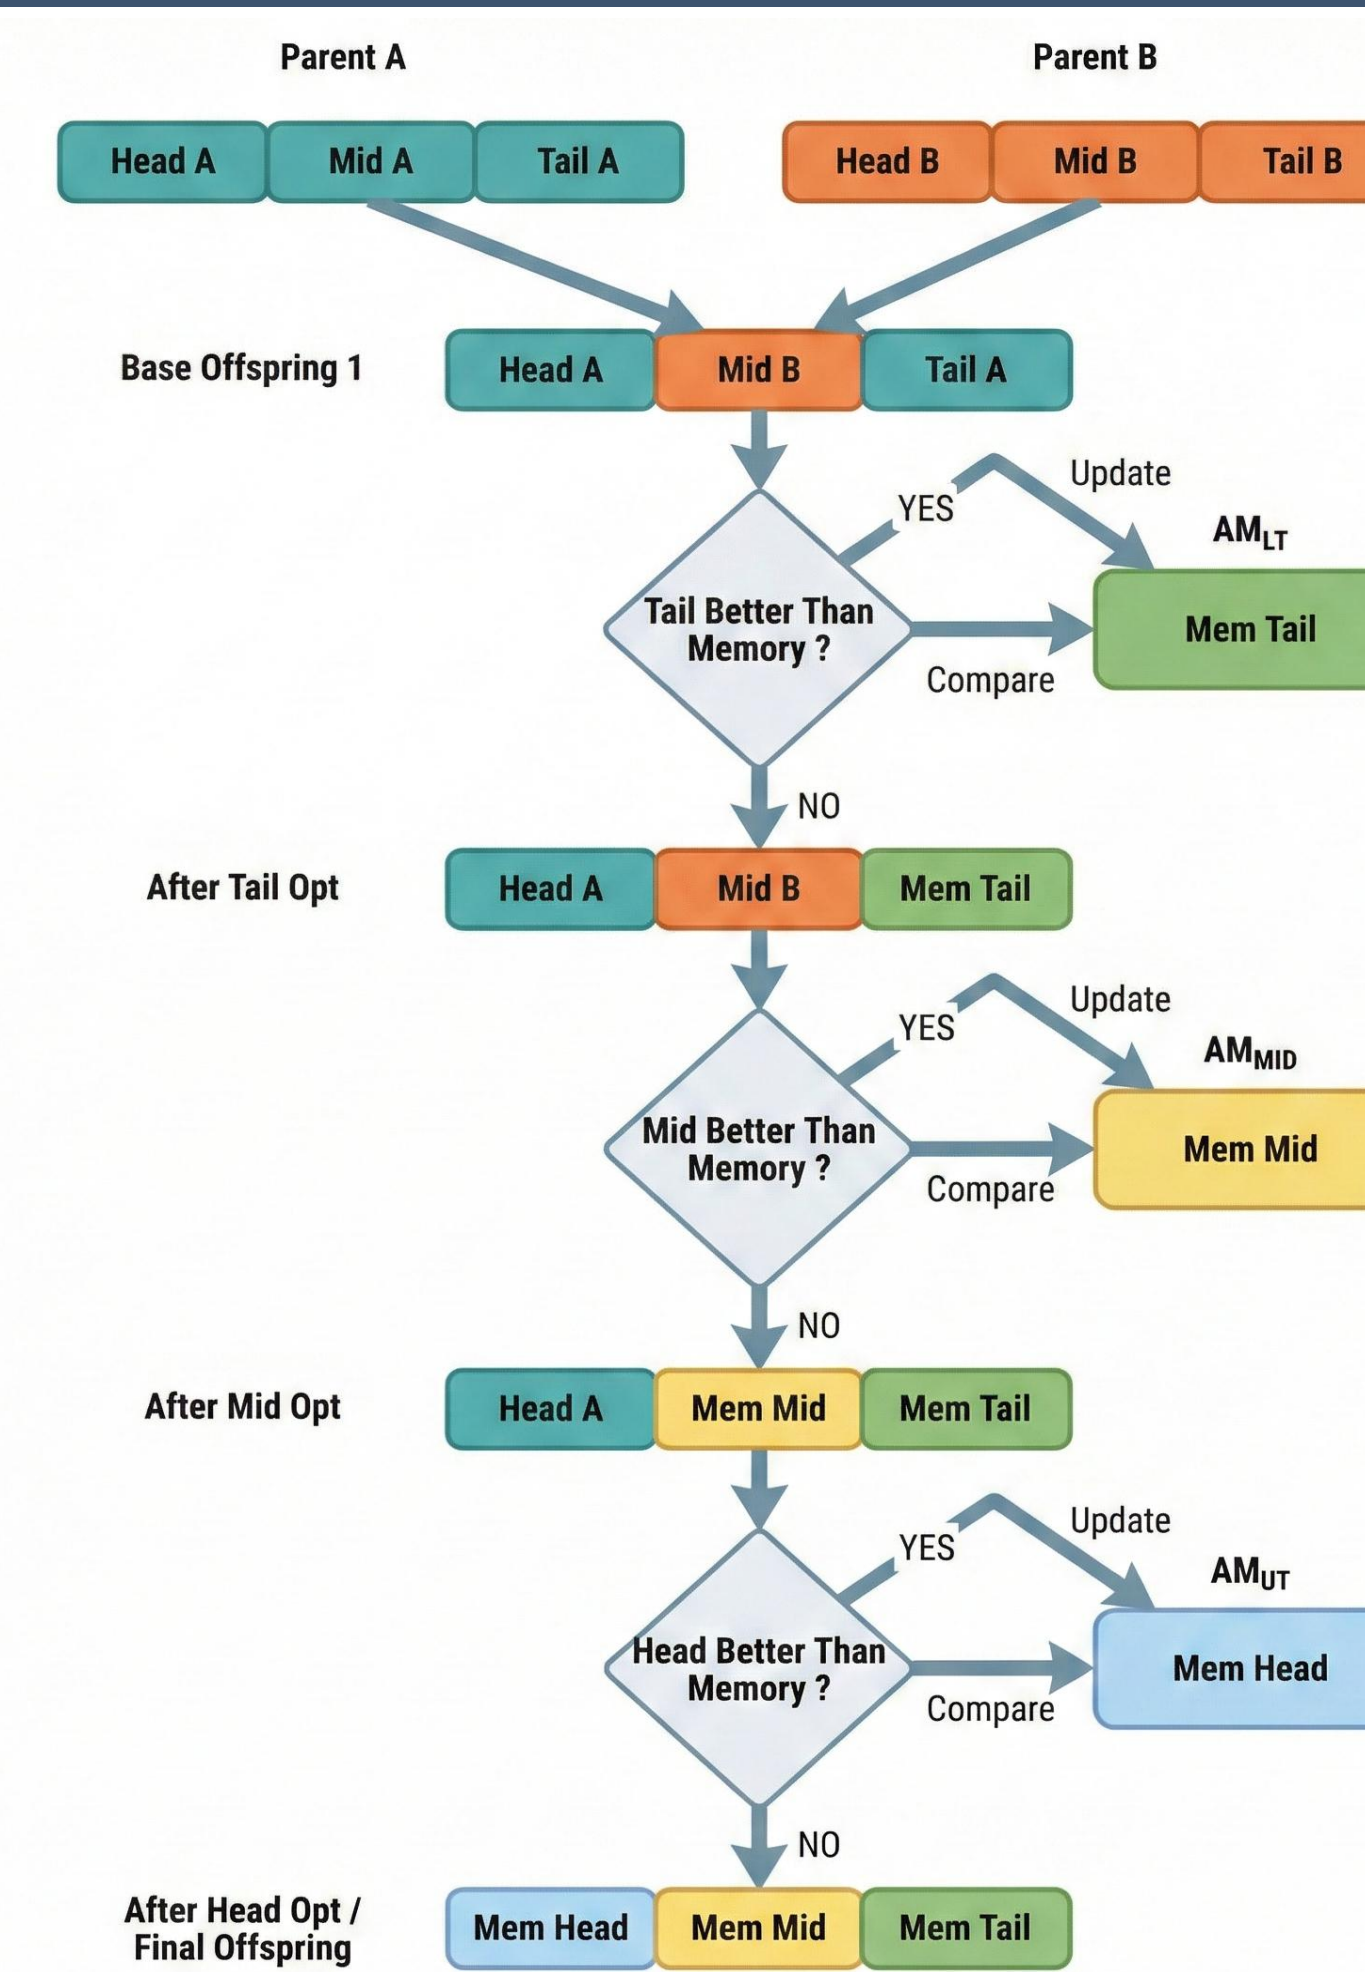 Parent A
Parent B
Head A
Mid A
Tail A
Head B
Mid B
Tail B
Base Offspring 1
Head A
Mid B
Tail A
YES
Update
AM_LT
Tail Better Than
Memory ?
Compare
Mem Tail
NO
After Tail Opt
Head A
Mid B
Mem Tail
YES
Update
AM_MID
Mid Better Than
Memory ?
Compare
Mem Mid
NO
After Mid Opt
Head A
Mem Mid
Mem Tail
YES
Update
AM_UT
Head Better Than
Memory ?
Compare
Mem Head
NO
After Head Opt /
Final Offspring
Mem Head
Mem Mid
Mem Tail